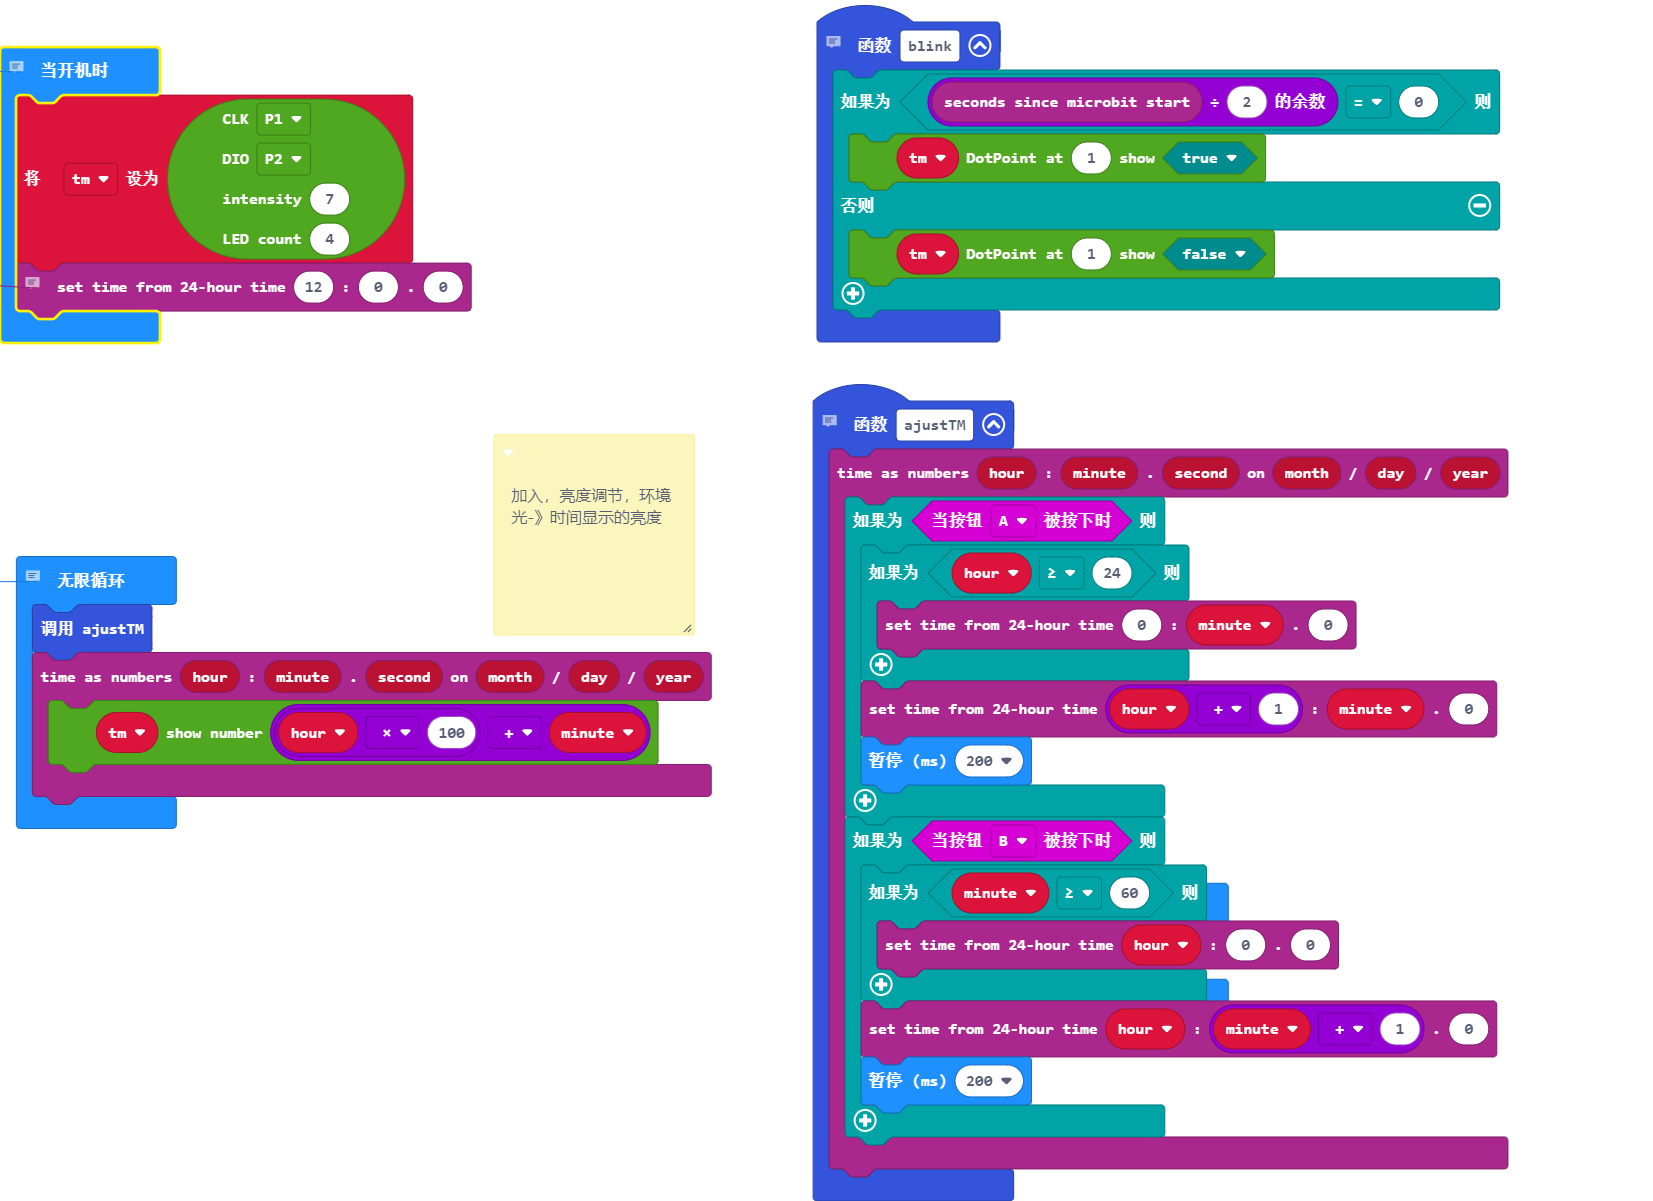 当开机时
将 tm 设为
CLK P1
DIO P2
intensity 7
LED count 4
set time from 24-hour time 12 : 0 . 0
加入，亮度调节，环境
光-》时间显示的亮度
无限循环
调用 ajustTM
time as numbers hour : minute . second on month / day / year
tm show number hour × 100 + minute
函数 blink
如果为 seconds since microbit start ÷ 2 的余数 = 0 则
tm DotPoint at 1 show true
否则
tm DotPoint at 1 show false
函数 ajustTM
time as numbers hour : minute . second on month / day / year
如果为 当按钮 A 被按下时 则
如果为 hour ≥ 24 则
set time from 24-hour time 0 : minute . 0
set time from 24-hour time hour + 1 : minute . 0
暂停 (ms) 200
如果为 当按钮 B 被按下时 则
如果为 minute ≥ 60 则
set time from 24-hour time hour : 0 . 0
set time from 24-hour time hour : minute + 1 . 0
暂停 (ms) 200